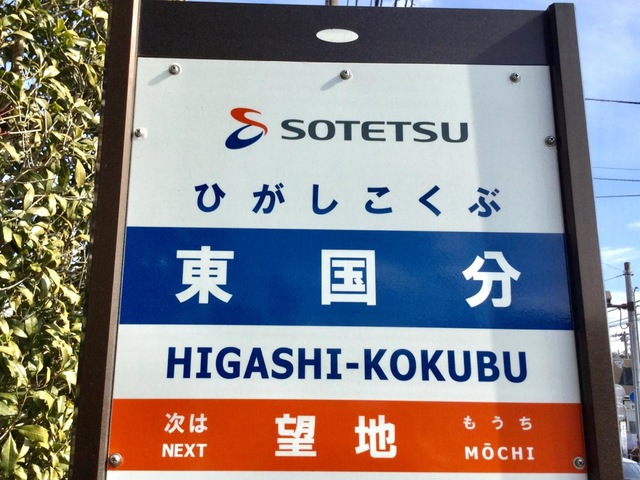 SOTETSU
ひがしこくぶ
東国分
HIGASHI-KOKUBU
次は 望地 もうち
NEXT MŌCHI